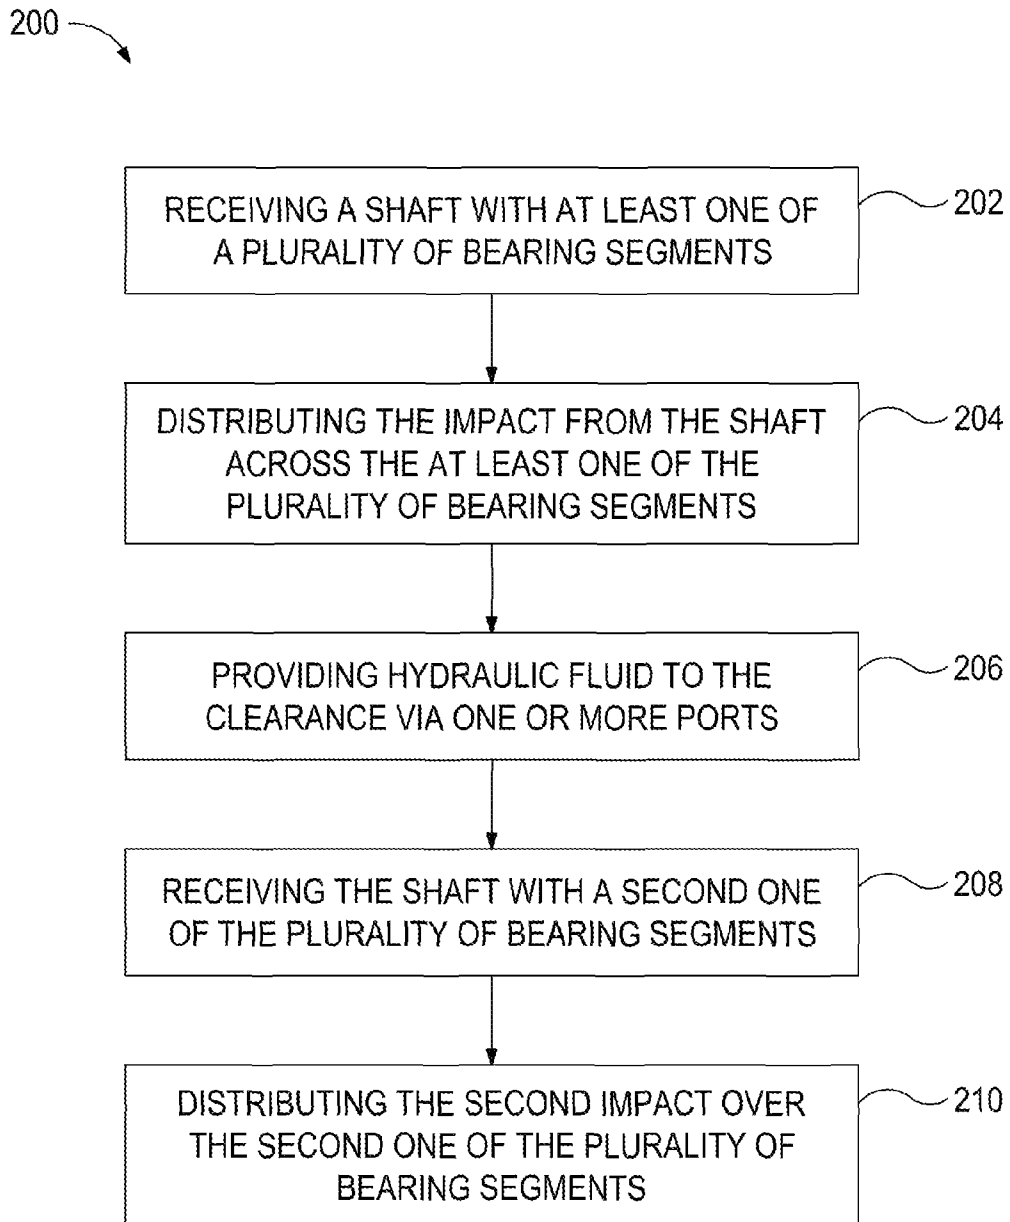 200
RECEIVING A SHAFT WITH AT LEAST ONE OF
A PLURALITY OF BEARING SEGMENTS
202
DISTRIBUTING THE IMPACT FROM THE SHAFT
ACROSS THE AT LEAST ONE OF THE
PLURALITY OF BEARING SEGMENTS
204
PROVIDING HYDRAULIC FLUID TO THE
CLEARANCE VIA ONE OR MORE PORTS
206
RECEIVING THE SHAFT WITH A SECOND ONE
OF THE PLURALITY OF BEARING SEGMENTS
208
DISTRIBUTING THE SECOND IMPACT OVER
THE SECOND ONE OF THE PLURALITY OF
BEARING SEGMENTS
210